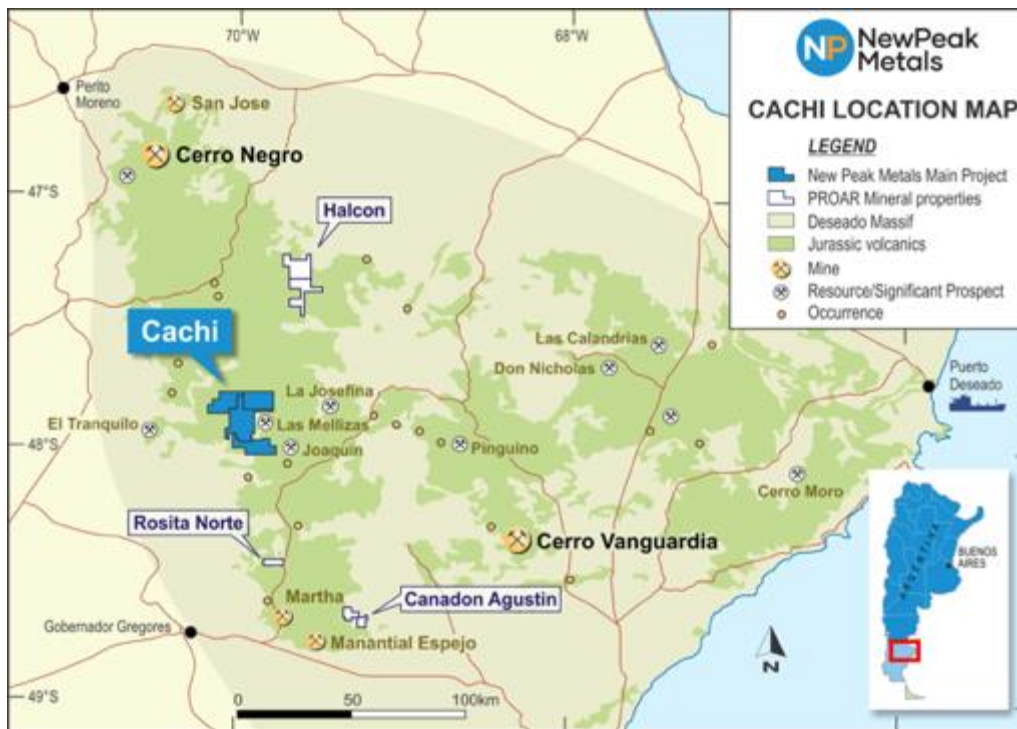 70°W
68°W
NP NewPeak
Metals
CACHI LOCATION MAP
LEGEND
New Peak Metals Main Project
PROAR Mineral properties
Deseado Massif
Jurassic volcanics
Mine
Resource/Significant Prospect
Occurrence
Perito
Moreno
San Jose
Cerro Negro
47°S
Halcon
Cachi
Las Calandrias
Don Nicholas
Puerto
Deseado
La Josefina
El Tranquilo
Las Mellizas
48°S
Joaquin
Pinguino
Cerro Moro
Rosita Norte
Cerro Vanguardia
ARGENTINA
BUENOS
AIRES
Martha
Canadon Agustin
Gobernador Gregores
Manantial Espejo
N
49°S
0 50 100km